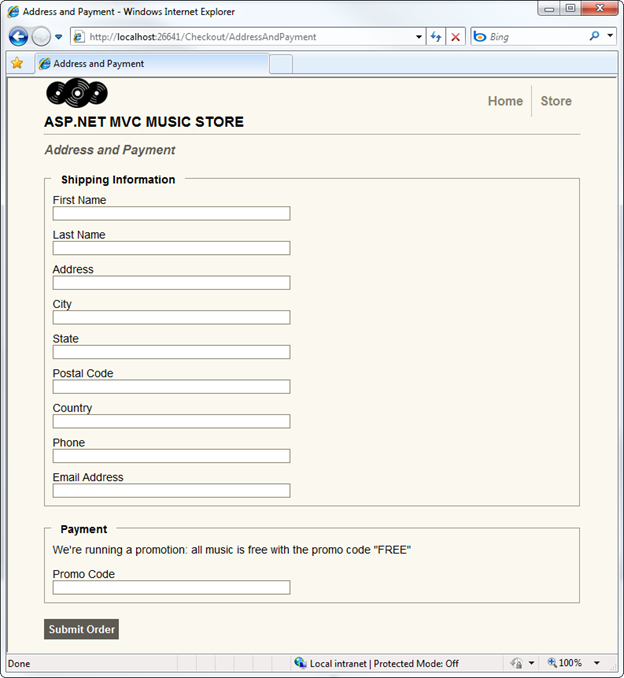 Address and Payment - Windows Internet Explorer
http://localhost:26641/Checkout/AddressAndPayment
Bing
Address and Payment
Home
Store
ASP.NET MVC MUSIC STORE
Address and Payment
Shipping Information
First Name
Last Name
Address
City
State
Postal Code
Country
Phone
Email Address
Payment
We're running a promotion: all music is free with the promo code "FREE"
Promo Code
Submit Order
Done
Local intranet | Protected Mode: Off
100%